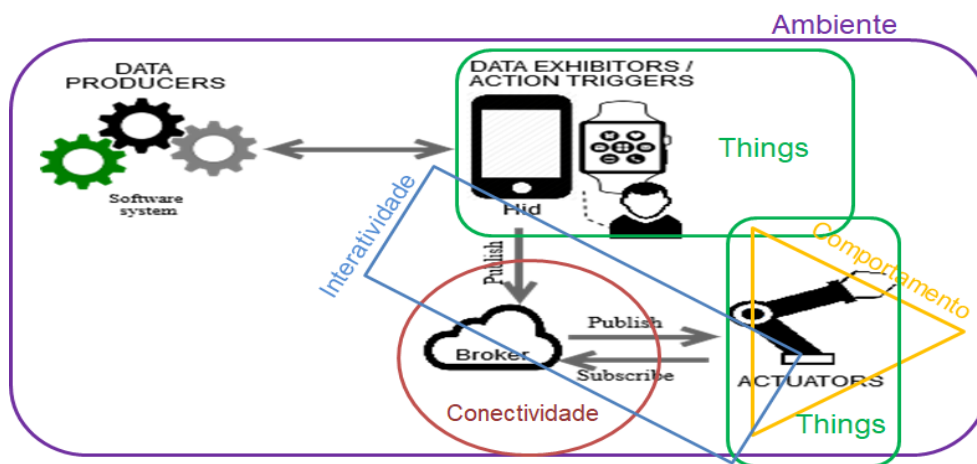 Ambiente
DATA
PRODUCERS
Software
system
DATA EXHIBITORS /
ACTION TRIGGERS
Things
Hid
Interatividade
Publish
Comportamento
Broker
Publish
Subscribe
Conectividade
ACTUATORS
Things